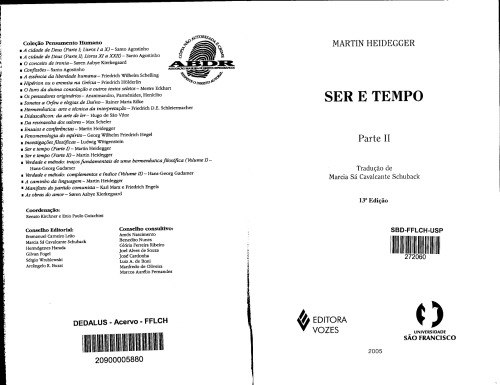 Coleção Pensamento Humano
• A cidade de Deus (Parte I; Livros I a X) – Santo Agostinho
• A cidade de Deus (Parte II; Livros XI a XXII) – Santo Agostinho
• O conceito de ironia – Søren Aabye Kierkegaard
• Confissões – Santo Agostinho
• A essência da liberdade humana – Friedrich Wilhelm Schelling
• Hipérion ou o eremita na Grécia – Friedrich Hölderlin
• O livro da divina consolação e outros textos seletos – Mestre Eckhart
• Os pensadores originários – Anaximandro, Parmênides, Heráclito
• Sonetos a Orfeu e elegias de Duíno – Rainer Maria Rilke
• Hermenêutica: arte e técnica da interpretação – Friedrich D.E. Schleiermacher
• Didascálicon, da arte de ler – Hugo de São Vítor
• Da reviravolta dos valores – Max Scheler
• Ensaios e conferências – Martin Heidegger
• Fenomenologia do espírito – Georg Wilhelm Friedrich Hegel
• Investigações filosóficas – Ludwig Wittgenstein
• Ser e tempo (Parte I) – Martin Heidegger
• Ser e tempo (Parte II) – Martin Heidegger
• Verdade e método: traços fundamentais de uma hermenêutica filosófica (Volume I) –
Hans-Georg Gadamer
• Verdade e método: complementos e índice (Volume II) – Hans-Georg Gadamer
• A caminho da linguagem – Martin Heidegger
• Manifesto do partido comunista – Karl Marx e Friedrich Engels
• As obras do amor – Søren Aabye Kierkegaard
ABDR
Coordenação:
Renato Kirchner e Enio Paulo Giachini
Conselho Editorial:
Emmanuel Carneiro Leão
Marcia Sá Cavalcante Schuback
Hermógenes Harada
Gilvan Fogel
Sérgio Wrublewski
Arcângelo R. Buzzi
Conselho consultivo:
Amós Nascimento
Benedito Nunes
Glória Ferreira Ribeiro
Joel Alves de Souza
José Cardonha
Luiz A. de Boni
Manfredo de Oliveira
Marcos Aurélio Fernandes
DEDALUS - Acervo - FFLCH
20900005880
MARTIN HEIDEGGER
SER E TEMPO
Parte II
Tradução de
Marcia Sá Cavalcante Schuback
13ª Edição
SBD-FFLCH-USP
272060
EDITORA
VOZES
UNIVERSIDADE
SÃO FRANCISCO
2005